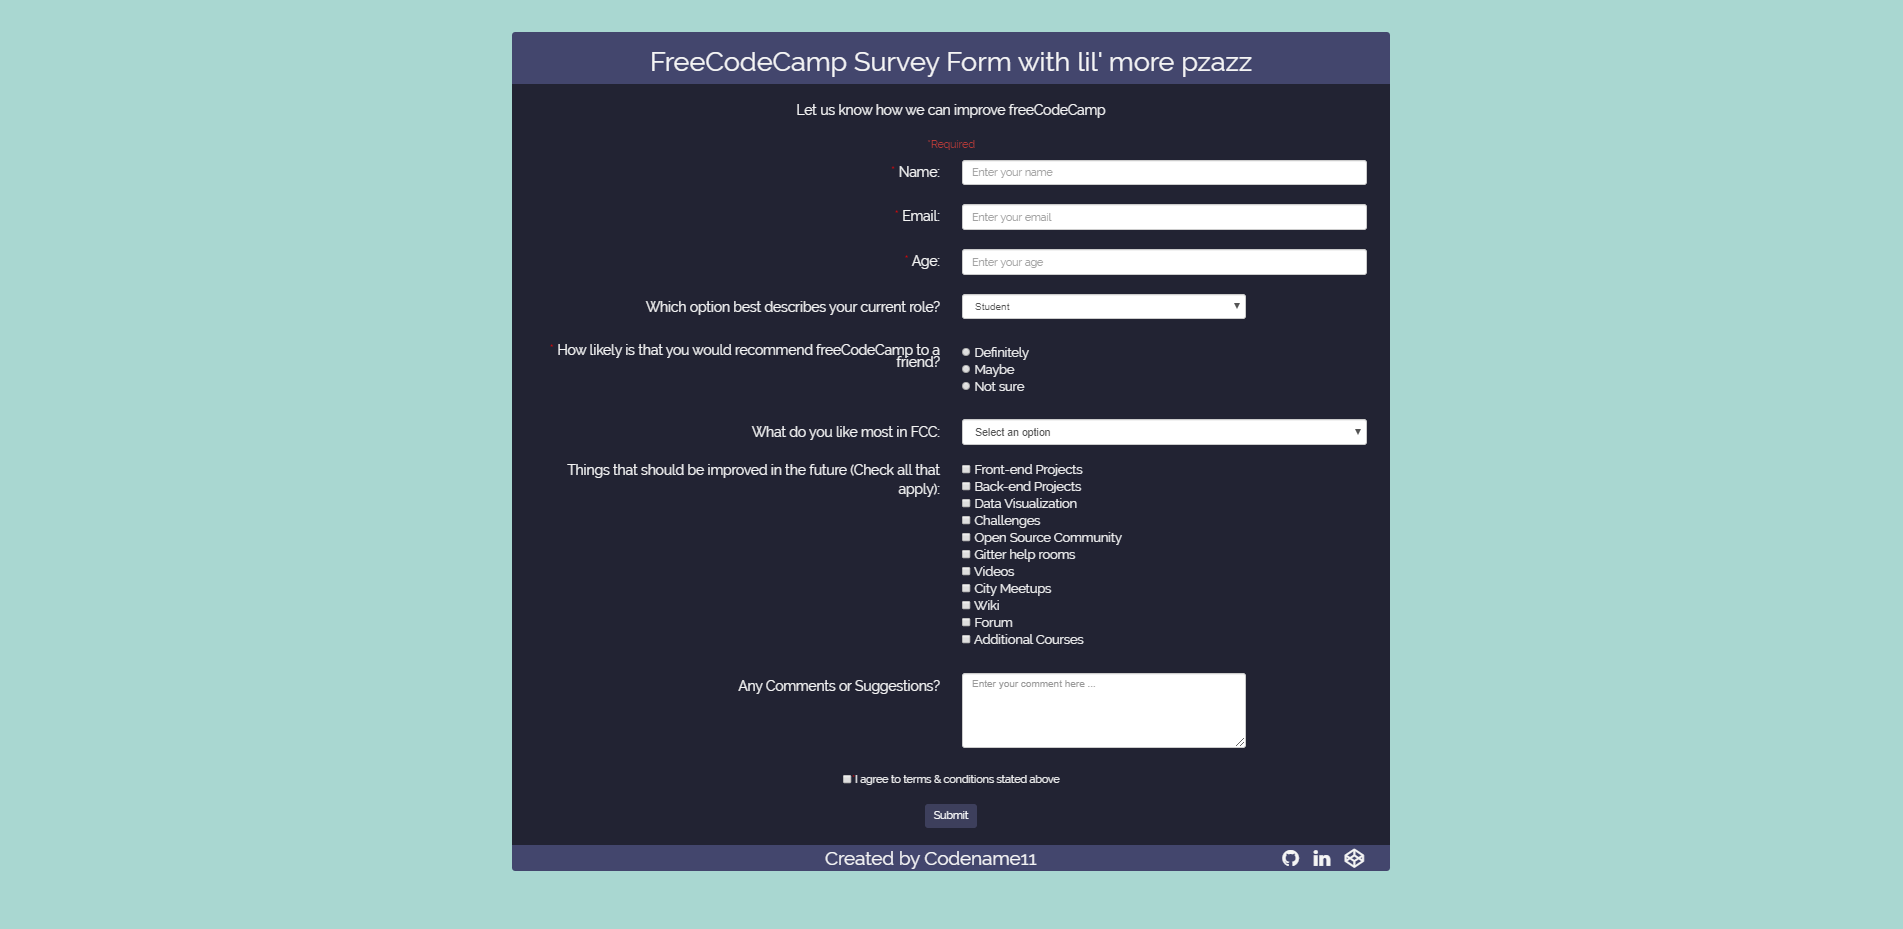 FreeCodeCamp Survey Form with lil' more pzazz
Let us know how we can improve freeCodeCamp
*Required
* Name:
Enter your name
* Email:
Enter your email
* Age:
Enter your age
Which option best describes your current role?
Student
* How likely is that you would recommend freeCodeCamp to a
friend?
Definitely
Maybe
Not sure
What do you like most in FCC:
Select an option
Things that should be improved in the future (Check all that
apply):
Front-end Projects
Back-end Projects
Data Visualization
Challenges
Open Source Community
Gitter help rooms
Videos
City Meetups
Wiki
Forum
Additional Courses
Any Comments or Suggestions?
Enter your comment here ...
I agree to terms & conditions stated above
Submit
Created by Codename11